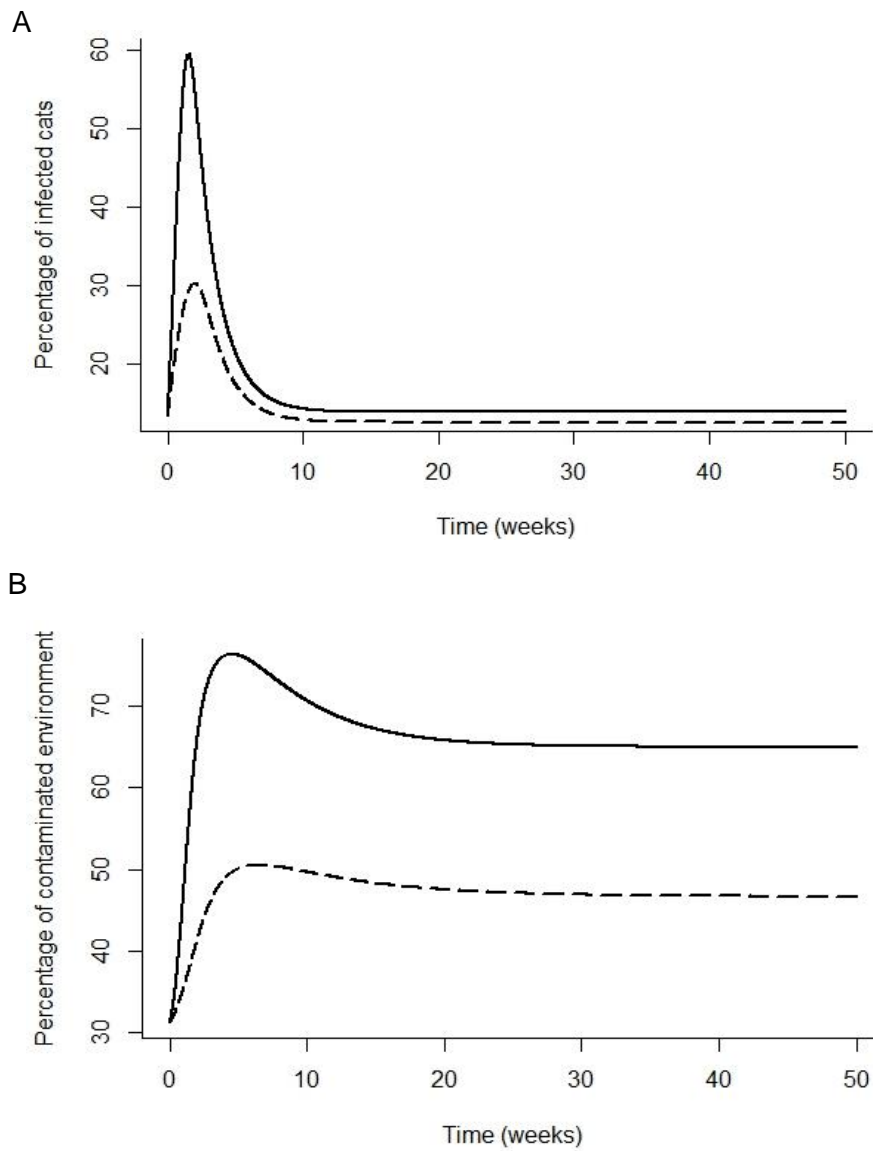 A
Percentage of infected cats
60
50
40
30
20
0 10 20 30 40 50
Time (weeks)
B
Percentage of contaminated environment
70
60
50
40
30
0 10 20 30 40 50
Time (weeks)